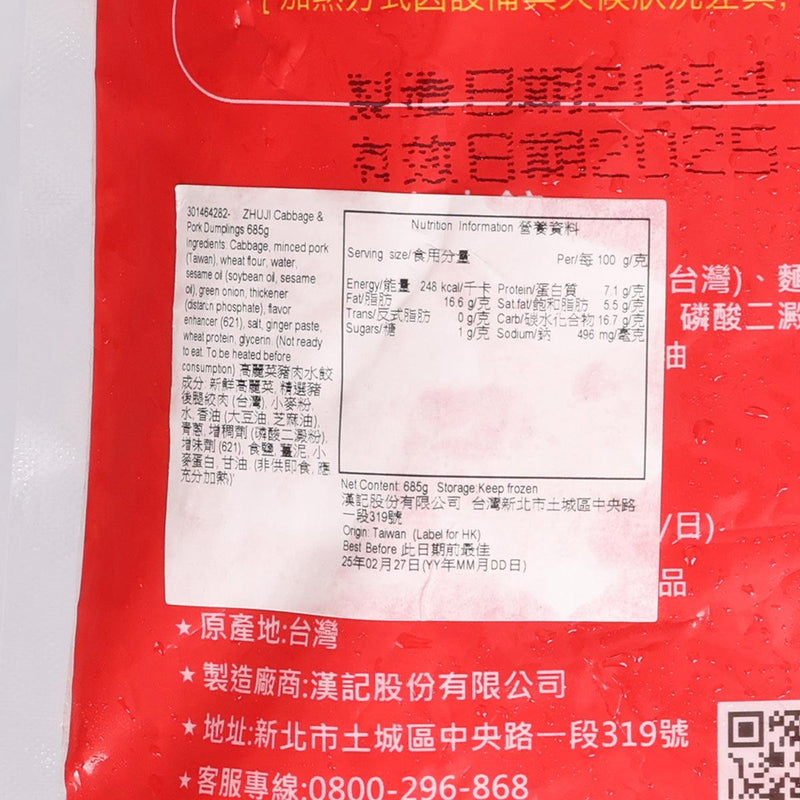 [加熱方式因設備與火候狀況差異,
製造日期2024-
有效日期2025-
301464282- ZHUJI Cabbage &
Pork Dumplings 685g
Ingredients: Cabbage, minced pork
(Taiwan), wheat flour, water,
sesame oil (soybean oil, sesame
oil), green onion, thickener
(distarch phosphate), flavor
enhancer (621), salt, ginger paste,
wheat protein, glycerin. (Not ready
to eat. To be heated before
consumption) 高麗菜豬肉水餃
成分: 新鮮高麗菜, 精選豬
後腿絞肉 (台灣), 小麥粉,
水, 香油 (大豆油, 芝麻油),
青蔥, 增稠劑 (磷酸二澱粉),
增味劑 (621), 食鹽, 薑泥, 小
麥蛋白, 甘油 (非供即食, 應
充分加熱)
Nutrition Information 營養資料
Serving size/食用分量 Per/每 100 g/克
Energy/能量 248 kcal/千卡 Protein/蛋白質 7.1 g/克
Fat/脂肪 16.6 g/克 Sat.fat/飽和脂肪 5.5 g/克
Trans/反式脂肪 0 g/克 Carb/碳水化合物 16.7 g/克
Sugars/糖 1 g/克 Sodium/鈉 496 mg/毫克
Net Content: 685g Storage:Keep frozen
漢記股份有限公司 台灣新北市土城區中央路
一段319號
Origin: Taiwan (Label for HK)
Best Before 此日期前最佳
25年02月27日(YY年MM月DD日)
台灣)、麵
磷酸二澱
油
/日)
品
★原產地:台灣
★製造廠商:漢記股份有限公司
★地址:新北市土城區中央路一段319號
★客服專線:0800-296-868